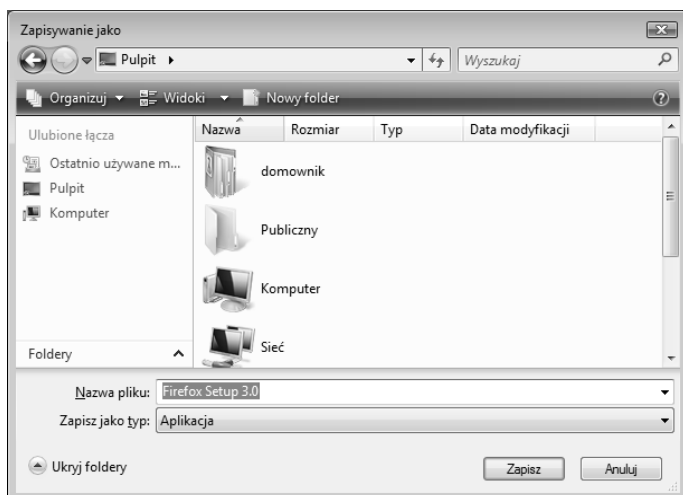 Zapisywanie jako
Pulpit
Wyszukaj
Organizuj Widoki Nowy folder
Ulubione łącza
Ostatnio używane m...
Pulpit
Komputer
Foldery
Nazwa Rozmiar Typ Data modyfikacji
domownik
Publiczny
Komputer
Sieć
Nazwa pliku: Firefox Setup 3.0
Zapisz jako typ: Aplikacja
Ukryj foldery Zapisz Anuluj